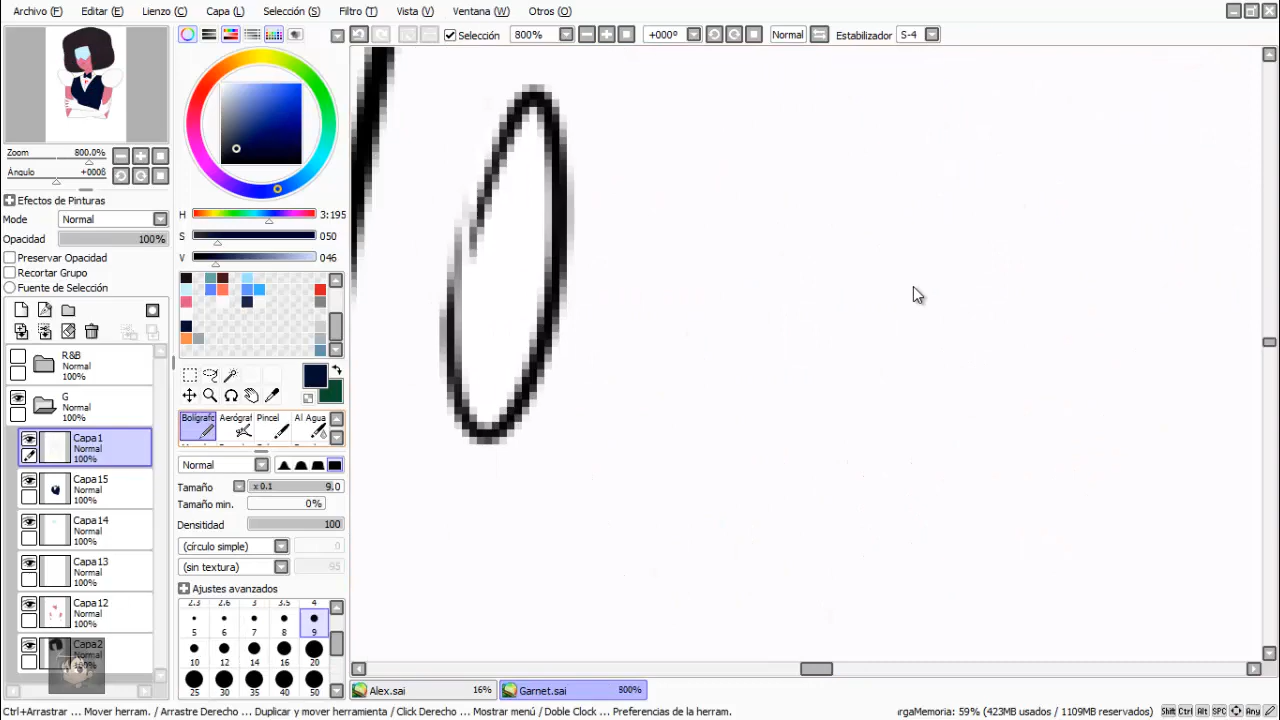 Archivo (F) Editar (E) Lienzo (C) Capa (L) Selección (S) Filtro (T) Vista (V) Ventana (W) Otros (O)
Selección 800% +000° Normal Estabilizador S-4
Zoom 800.0%
Ángulo +000ß
Efectos de Pinturas
Mode Normal
Opacidad 100%
Preservar Opacidad
Recortar Grupo
Fuente de Selección
R&B
Normal
100%
G
Normal
100%
Capa1
Normal
100%
Capa15
Normal
100%
Capa14
Normal
100%
Capa13
Normal
100%
Capa12
Normal
100%
Capa2
H 3:195
S 050
V 046
Bolígrafo Aerógraf Pincel Al Agua
Normal
Tamaño x 0.1 9.0
Tamaño min. 0%
Densitidad 100
(círculo simple) 0
(sin textura) 95
Ajustes avanzados
2.3 2.6 3 3.5 4
5 6 7 8 9
10 12 14 16 20
25 30 35 40 50
Alex.sai 16% Garnet.sai 800%
Ctrl+Arrastrar ... Mover herram. / Arrastre Derecho ... Duplicar y mover herramienta / Click Derecho ... Mostrar menú / Doble Clock ... Preferencias de la herram.
rgaMemoria: 59% (423MB usados / 1109MB reservados) Shift Ctrl Alt SPC Any